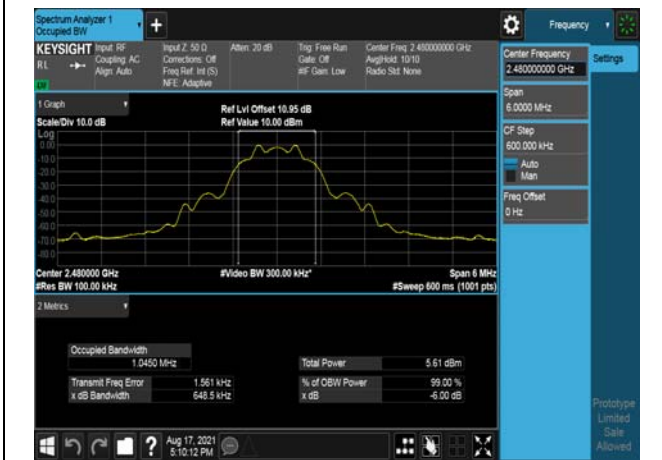 Spectrum Analyzer 1
Occupied BW
Frequency
KEYSIGHT
RL
Input: RF
Coupling: AC
Align: Auto
Input Z: 50 Ω
Corrections: Off
Freq Ref: Int (S)
NFE: Adaptive
Atten: 20 dB
Trig: Free Run
Gate: Off
#IF Gain: Low
Center Freq: 2.480000000 GHz
Avg|Hold: 10/10
Radio Std: None
Center Frequency
2.480000000 GHz
Settings
Span
6.0000 MHz
CF Step
600.000 kHz
Auto
Man
Freq Offset
0 Hz
1 Graph
Scale/Div 10.0 dB
Ref Lvl Offset 10.95 dB
Ref Value 10.00 dBm
Log
0.00
-10.0
-20.0
-30.0
-40.0
-50.0
-60.0
-70.0
-80.0
Center 2.480000 GHz
#Res BW 100.00 kHz
#Video BW 300.00 kHz*
Span 6 MHz
#Sweep 600 ms (1001 pts)
2 Metrics
Occupied Bandwidth
1.0450 MHz
Total Power
5.61 dBm
Transmit Freq Error
1.561 kHz
% of OBW Power
99.00 %
x dB Bandwidth
648.5 kHz
x dB
-6.00 dB
Aug 17, 2021
5:10:12 PM
Prototype
Limited
Sale
Allowed